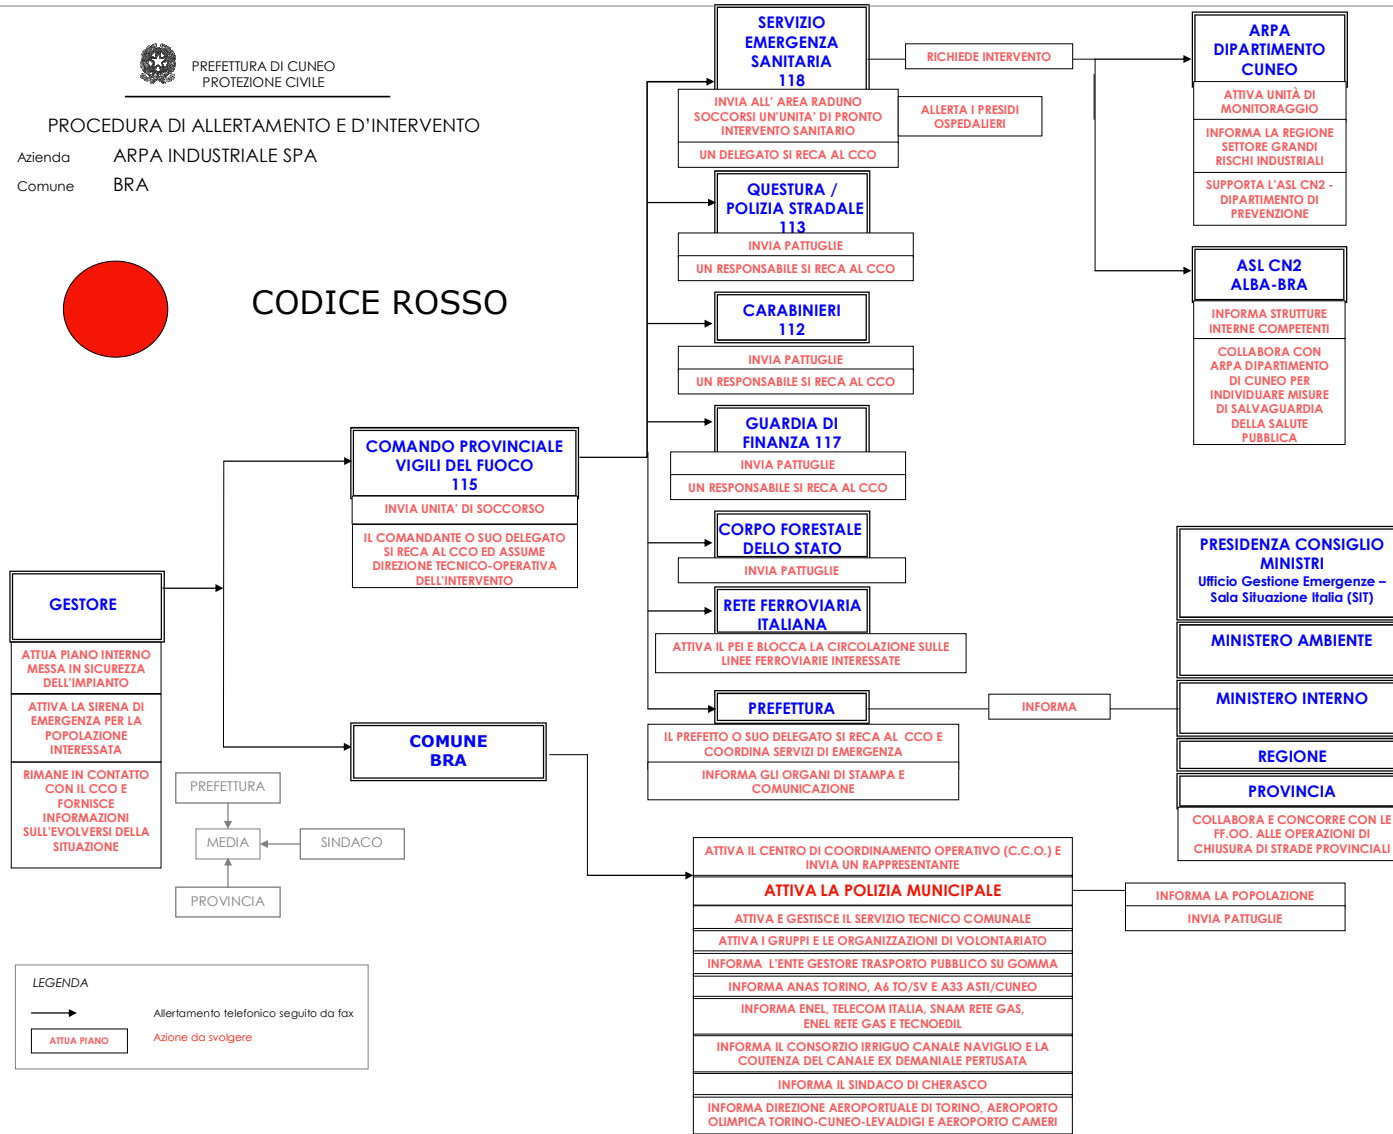 PREFETTURA DI CUNEO
PROTEZIONE CIVILE
PROCEDURA DI ALLERTAMENTO E D'INTERVENTO
Azienda ARPA INDUSTRIALE SPA
Comune BRA
CODICE ROSSO
GESTORE
ATTUA PIANO INTERNO
MESSA IN SICUREZZA
DELL'IMPIANTO
ATTIVA LA SIRENA DI
EMERGENZA PER LA
POPOLAZIONE
INTERESSATA
RIMANE IN CONTATTO
CON IL CCO E
FORNISCE
INFORMAZIONI
SULL'EVOLVERSI DELLA
SITUAZIONE
COMANDO PROVINCIALE
VIGILI DEL FUOCO
115
INVIA UNITA' DI SOCCORSO
IL COMANDANTE O SUO DELEGATO
SI RECA AL CCO ED ASSUME
DIREZIONE TECNICO-OPERATIVA
DELL'INTERVENTO
COMUNE
BRA
PREFETTURA
MEDIA
SINDACO
PROVINCIA
SERVIZIO
EMERGENZA
SANITARIA
118
INVIA ALL' AREA RADUNO
SOCCORSI UN'UNITA' DI PRONTO
INTERVENTO SANITARIO
UN DELEGATO SI RECA AL CCO
ALLERTA I PRESIDI
OSPEDALIERI
RICHIEDE INTERVENTO
QUESTURA /
POLIZIA STRADALE
113
INVIA PATTUGLIE
UN RESPONSABILE SI RECA AL CCO
CARABINIERI
112
INVIA PATTUGLIE
UN RESPONSABILE SI RECA AL CCO
GUARDIA DI
FINANZA 117
INVIA PATTUGLIE
UN RESPONSABILE SI RECA AL CCO
CORPO FORESTALE
DELLO STATO
INVIA PATTUGLIE
RETE FERROVIARIA
ITALIANA
ATTIVA IL PEI E BLOCCA LA CIRCOLAZIONE SULLE
LINEE FERROVIARIE INTERESSATE
PREFETTURA
IL PREFETTO O SUO DELEGATO SI RECA AL CCO E
COORDINA SERVIZI DI EMERGENZA
INFORMA GLI ORGANI DI STAMPA E
COMUNICAZIONE
INFORMA
ARPA
DIPARTIMENTO
CUNEO
ATTIVA UNITÀ DI
MONITORAGGIO
INFORMA LA REGIONE
SETTORE GRANDI
RISCHI INDUSTRIALI
SUPPORTA L'ASL CN2 -
DIPARTIMENTO DI
PREVENZIONE
ASL CN2
ALBA-BRA
INFORMA STRUTTURE
INTERNE COMPETENTI
COLLABORA CON
ARPA DIPARTIMENTO
DI CUNEO PER
INDIVIDUARE MISURE
DI SALVAGUARDIA
DELLA SALUTE
PUBBLICA
PRESIDENZA CONSIGLIO
MINISTRI
Ufficio Gestione Emergenze –
Sala Situazione Italia (SIT)
MINISTERO AMBIENTE
MINISTERO INTERNO
REGIONE
PROVINCIA
COLLABORA E CONCORRE CON LE
FF.OO. ALLE OPERAZIONI DI
CHIUSURA DI STRADE PROVINCIALI
ATTIVA IL CENTRO DI COORDINAMENTO OPERATIVO (C.C.O.) E
INVIA UN RAPPRESENTANTE
ATTIVA LA POLIZIA MUNICIPALE
ATTIVA E GESTISCE IL SERVIZIO TECNICO COMUNALE
ATTIVA I GRUPPI E LE ORGANIZZAZIONI DI VOLONTARIATO
INFORMA L'ENTE GESTORE TRASPORTO PUBBLICO SU GOMMA
INFORMA ANAS TORINO, A6 TO/SV E A33 ASTI/CUNEO
INFORMA ENEL, TELECOM ITALIA, SNAM RETE GAS,
ENEL RETE GAS E TECNOEDIL
INFORMA IL CONSORZIO IRRIGUO CANALE NAVIGLIO E LA
COUTENZA DEL CANALE EX DEMANIALE PERTUSATA
INFORMA IL SINDACO DI CHERASCO
INFORMA DIREZIONE AEROPORTUALE DI TORINO, AEROPORTO
OLIMPICA TORINO-CUNEO-LEVALDIGI E AEROPORTO CAMERI
INFORMA LA POPOLAZIONE
INVIA PATTUGLIE
LEGENDA
Allertamento telefonico seguito da fax
ATTUA PIANO Azione da svolgere